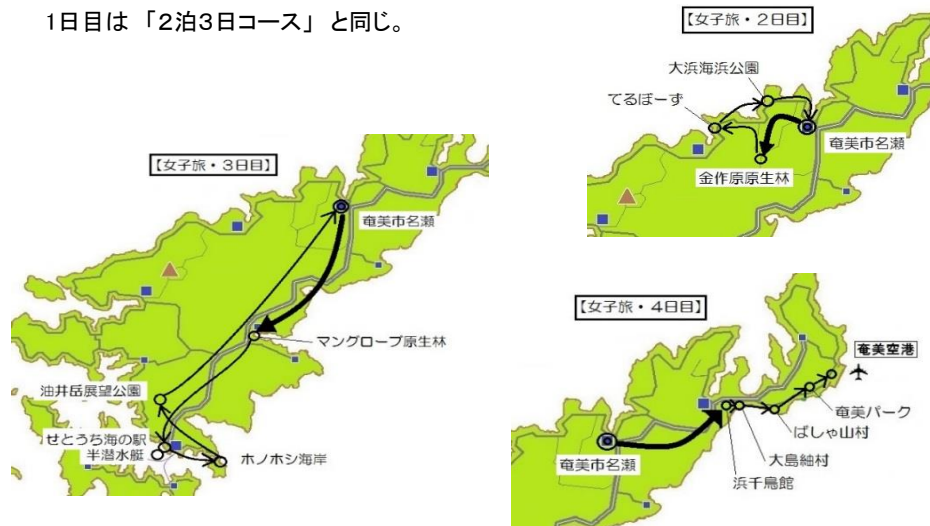 1日目は 「2泊3日コース」 と同じ。
【女子旅・2日目】
大浜海浜公園
てるぼーず
奄美市名瀬
金作原原生林
【女子旅・3日目】
奄美市名瀬
マングローブ原生林
油井岳展望公園
せとうち海の駅
半潜水艇
ホノホシ海岸
【女子旅・4日目】
奄美空港
奄美パーク
ばしゃ山村
大島紬村
浜千鳥館
奄美市名瀬